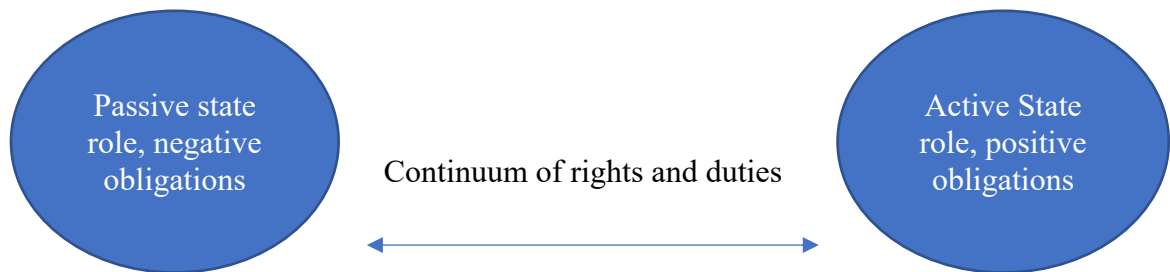 Passive state
role, negative
obligations
Continuum of rights and duties
Active State
role, positive
obligations